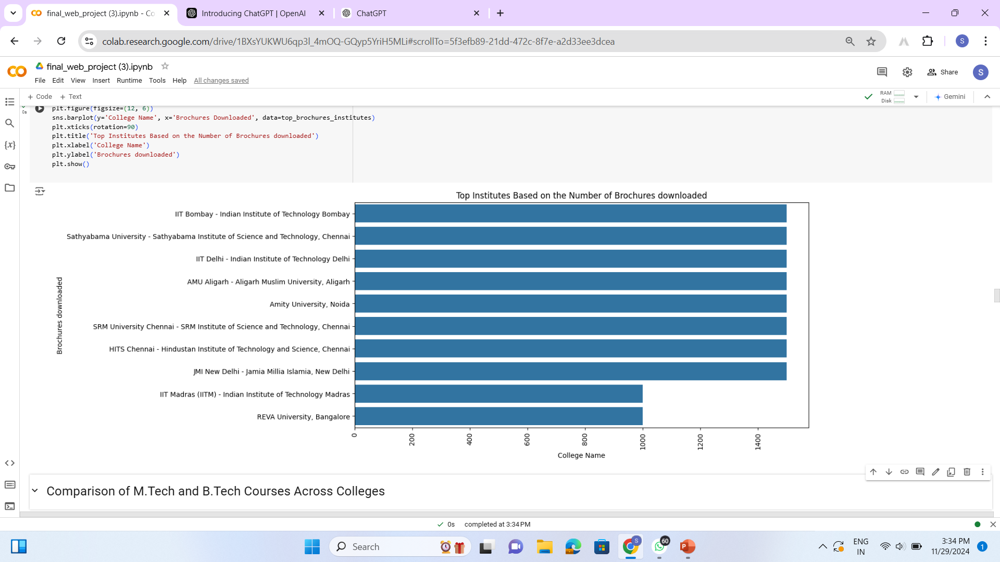 final_web_project (3).ipynb - Co
Introducing ChatGPT | OpenAI
ChatGPT
colab.research.google.com/drive/1BXsYUKWU6qp3l_4mOQ-GQyp5YriH5MLi#scrollTo=5f3efb89-21dd-472c-8f7e-a2d33ee3dcea
S
final_web_project (3).ipynb
File Edit View Insert Runtime Tools Help All changes saved
Share
S
+ Code + Text
RAM
Disk
Gemini
0s
plt.figure(figsize=(12, 6))
sns.barplot(y='College Name', x='Brochures Downloaded', data=top_brochures_institutes)
plt.xticks(rotation=90)
plt.title('Top Institutes Based on the Number of Brochures downloaded')
plt.xlabel('College Name')
plt.ylabel('Brochures downloaded')
plt.show()
Top Institutes Based on the Number of Brochures downloaded
IIT Bombay - Indian Institute of Technology Bombay
Sathyabama University - Sathyabama Institute of Science and Technology, Chennai
IIT Delhi - Indian Institute of Technology Delhi
AMU Aligarh - Aligarh Muslim University, Aligarh
Amity University, Noida
SRM University Chennai - SRM Institute of Science and Technology, Chennai
HITS Chennai - Hindustan Institute of Technology and Science, Chennai
JMI New Delhi - Jamia Millia Islamia, New Delhi
IIT Madras (IITM) - Indian Institute of Technology Madras
REVA University, Bangalore
Brochures downloaded
0 200 400 600 800 1000 1200 1400
College Name
Comparison of M.Tech and B.Tech Courses Across Colleges
0s completed at 3:34 PM
Search
S
60
P
ENG
IN
3:34 PM
11/29/2024
1